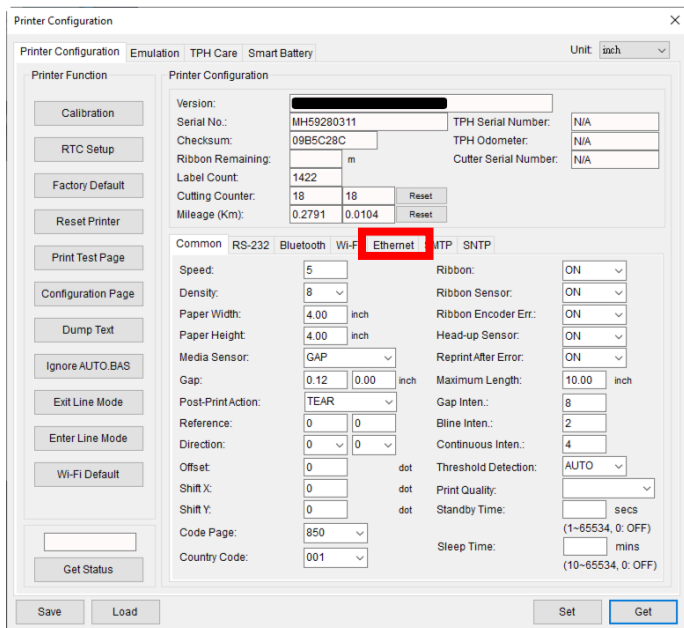 Printer Configuration
Printer Configuration Emulation TPH Care Smart Battery Unit: inch
Printer Function
Calibration
RTC Setup
Factory Default
Reset Printer
Print Test Page
Configuration Page
Dump Text
Ignore AUTO.BAS
Exit Line Mode
Enter Line Mode
Wi-Fi Default
Get Status
Printer Configuration
Version:
Serial No.: MH59280311 TPH Serial Number: N/A
Checksum: 09B5C28C TPH Odometer: N/A
Ribbon Remaining: m Cutter Serial Number: N/A
Label Count: 1422
Cutting Counter: 18 18 Reset
Mileage (Km): 0.2791 0.0104 Reset
Common RS-232 Bluetooth Wi-F Ethernet MTP SNTP
Speed: 5 Ribbon: ON
Density: 8 Ribbon Sensor: ON
Paper Width: 4.00 inch Ribbon Encoder Err.: ON
Paper Height: 4.00 inch Head-up Sensor: ON
Media Sensor: GAP Reprint After Error: ON
Gap: 0.12 0.00 inch Maximum Length: 10.00 inch
Post-Print Action: TEAR Gap Inten.: 8
Reference: 0 0 Bline Inten.: 2
Direction: 0 0 Continuous Inten.: 4
Offset: 0 dot Threshold Detection: AUTO
Shift X: 0 dot Print Quality:
Shift Y: 0 dot Standby Time: secs
(1~65534, 0: OFF)
Code Page: 850
Sleep Time: mins
Country Code: 001
(10~65534, 0: OFF)
Save Load Set Get